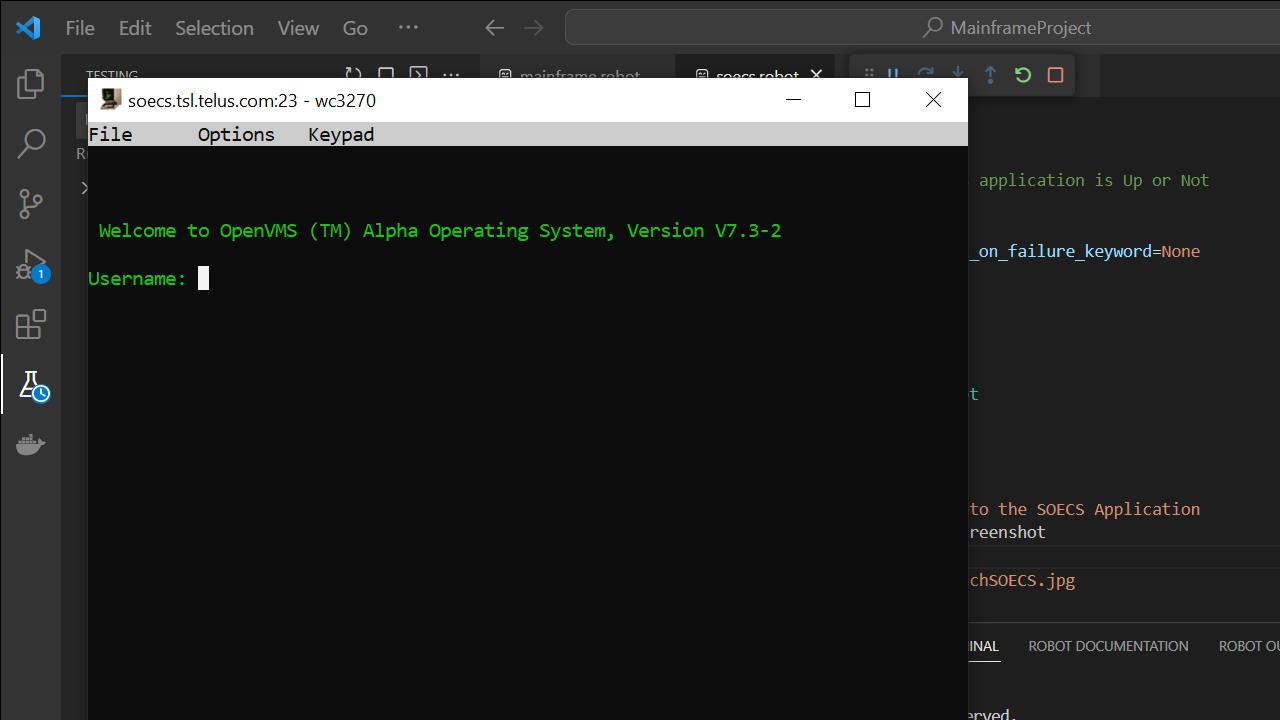 File Edit Selection View Go ··· MainframeProject
TESTING
mainframe.robot soecs.robot
soecs.tsl.telus.com:23 - wc3270
File Options Keypad
application is Up or Not
Welcome to OpenVMS (TM) Alpha Operating System, Version V7.3-2
_on_failure_keyword=None
Username:
1
to the SOECS Application
reenshot
chSOECS.jpg
INAL ROBOT DOCUMENTATION ROBOT OU
erved.